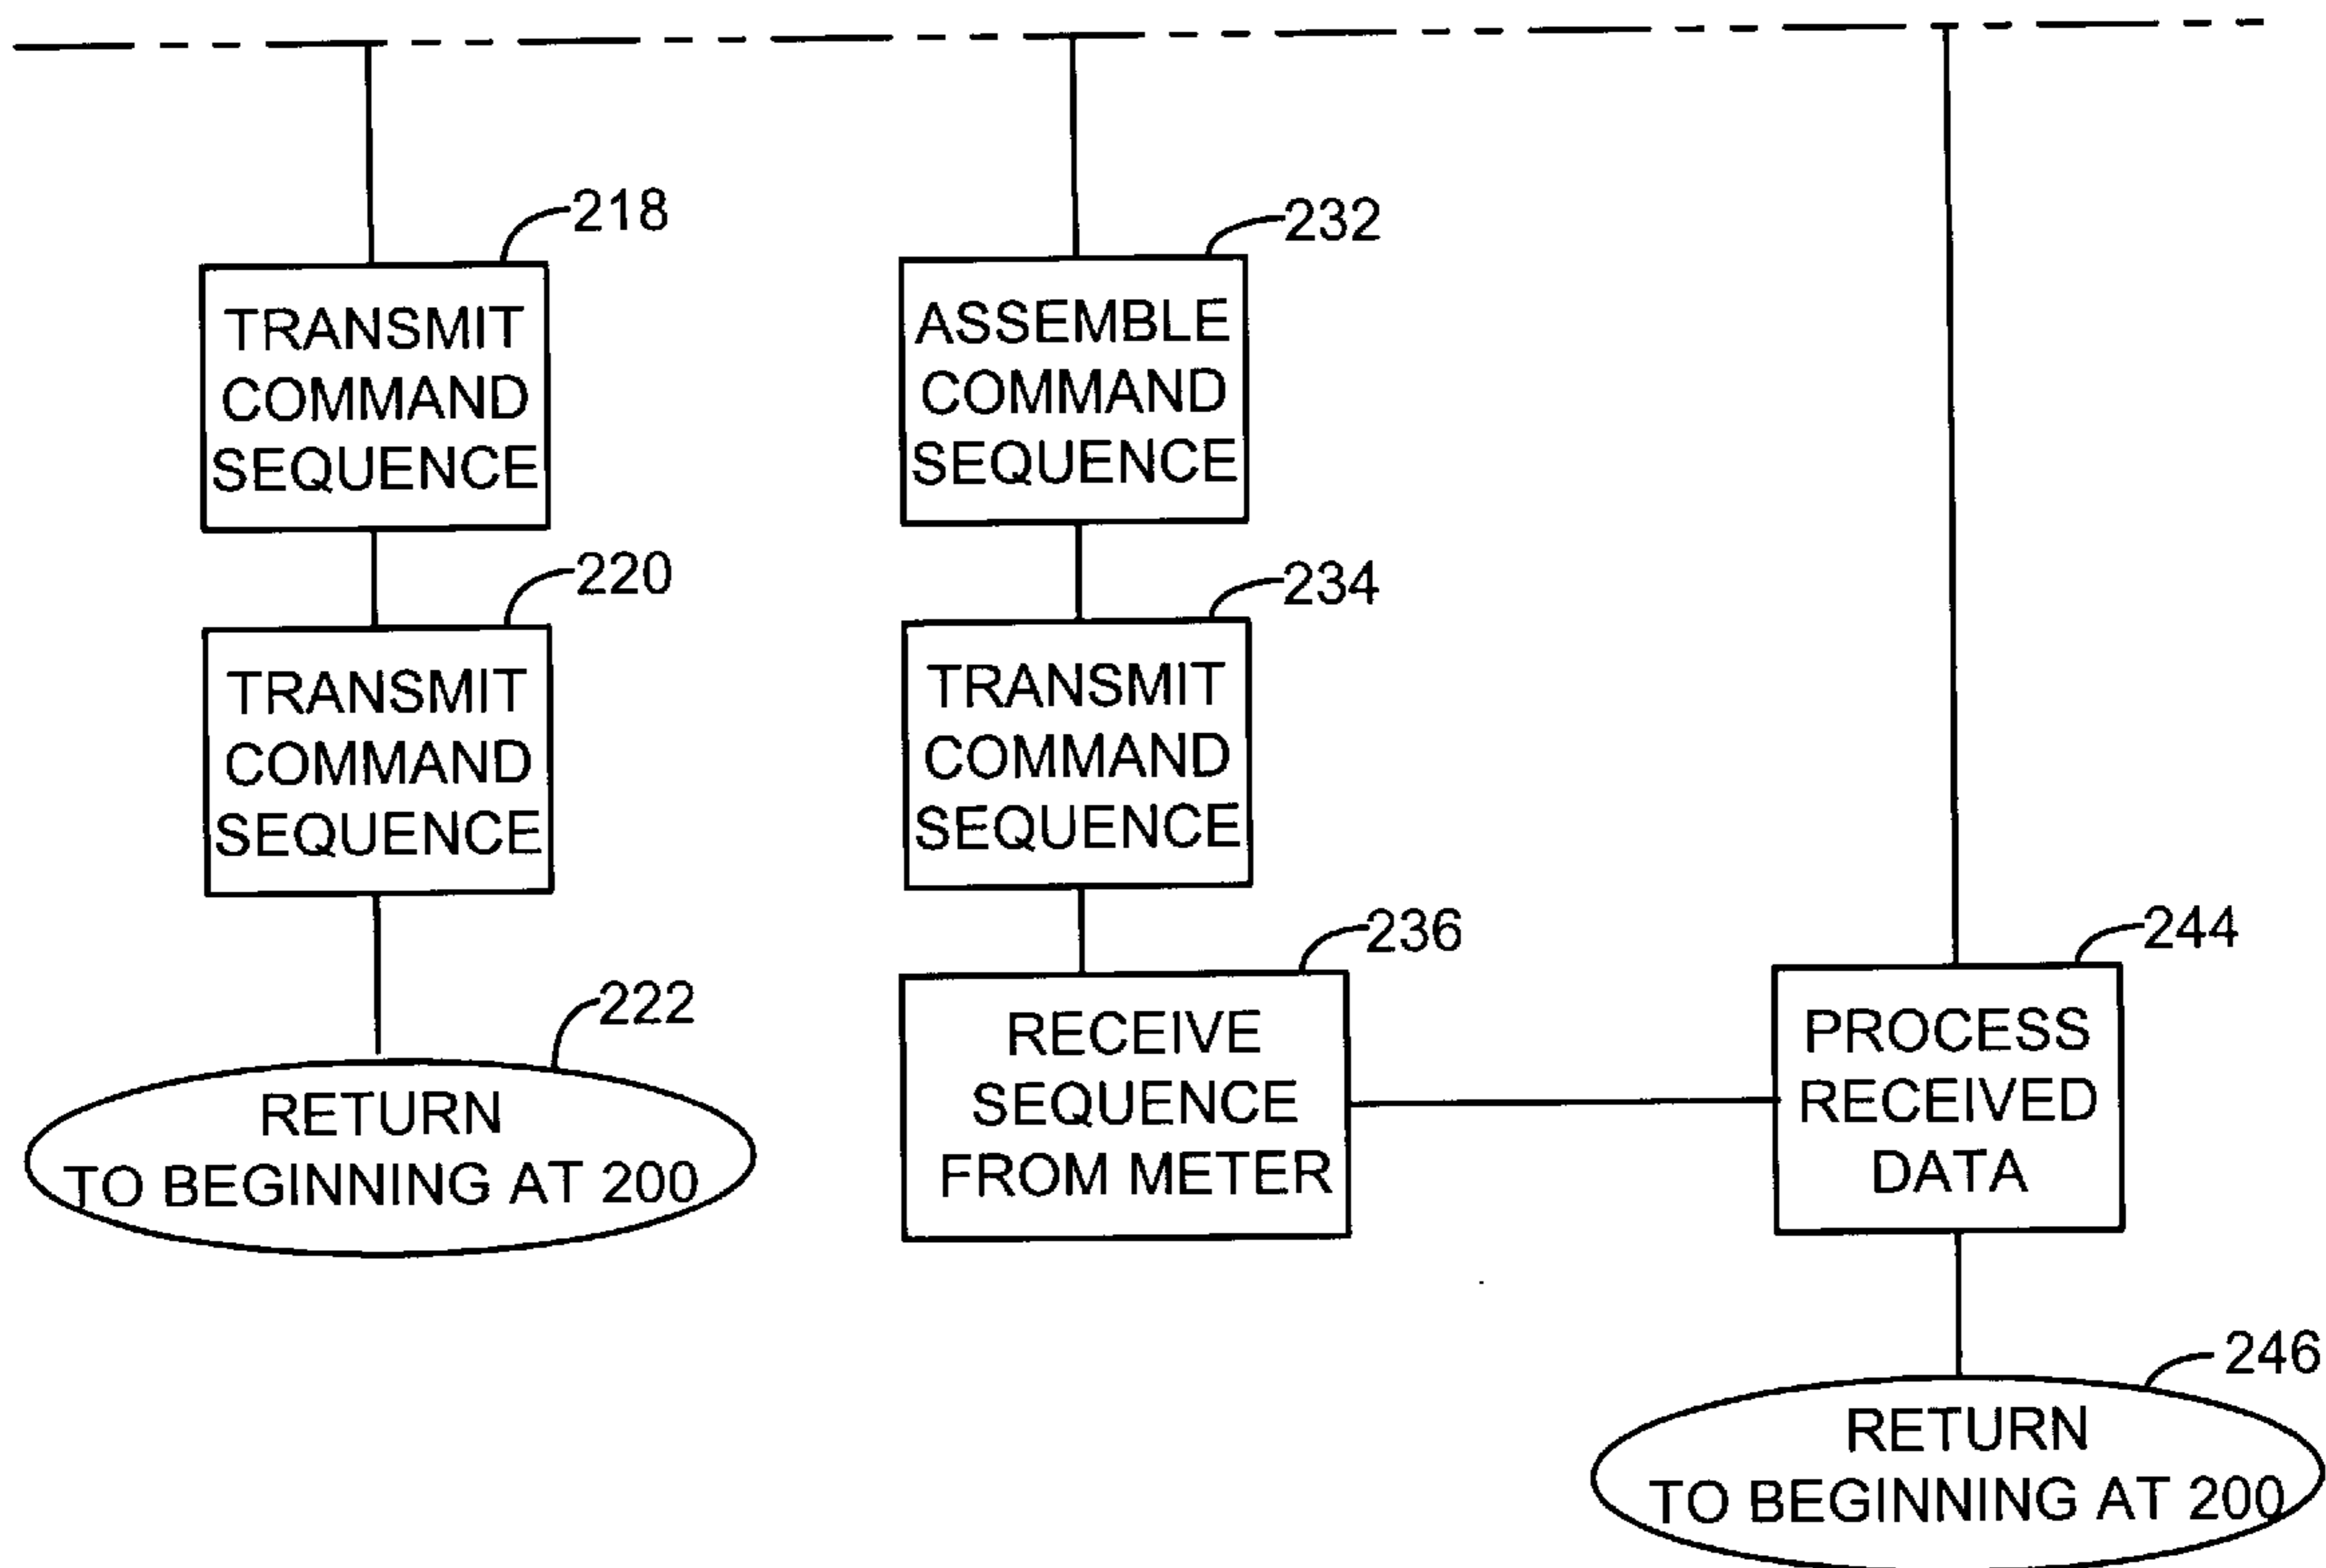 218
TRANSMIT
COMMAND
SEQUENCE
220
TRANSMIT
COMMAND
SEQUENCE
222
RETURN
TO BEGINNING AT 200
232
ASSEMBLE
COMMAND
SEQUENCE
234
TRANSMIT
COMMAND
SEQUENCE
236
RECEIVE
SEQUENCE
FROM METER
244
PROCESS
RECEIVED
DATA
246
RETURN
TO BEGINNING AT 200